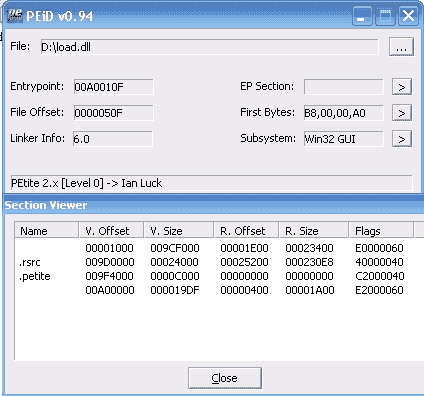 PEiD v0.94
File: D:\load.dll ...
Entrypoint: 00A0010F EP Section: >
File Offset: 0000050F First Bytes: B8,00,00,A0 >
Linker Info: 6.0 Subsystem: Win32 GUI >
PEtite 2.x [Level 0] -> Ian Luck
Section Viewer
Name V. Offset V. Size R. Offset R. Size Flags
00001000 009CF000 00001E00 00023400 E0000060
.rsrc 009D0000 00024000 00025200 000230E8 40000040
.petite 009F4000 0000C000 00000000 00000000 C2000040
00A00000 000019DF 00000400 00001A00 E2000060
Close